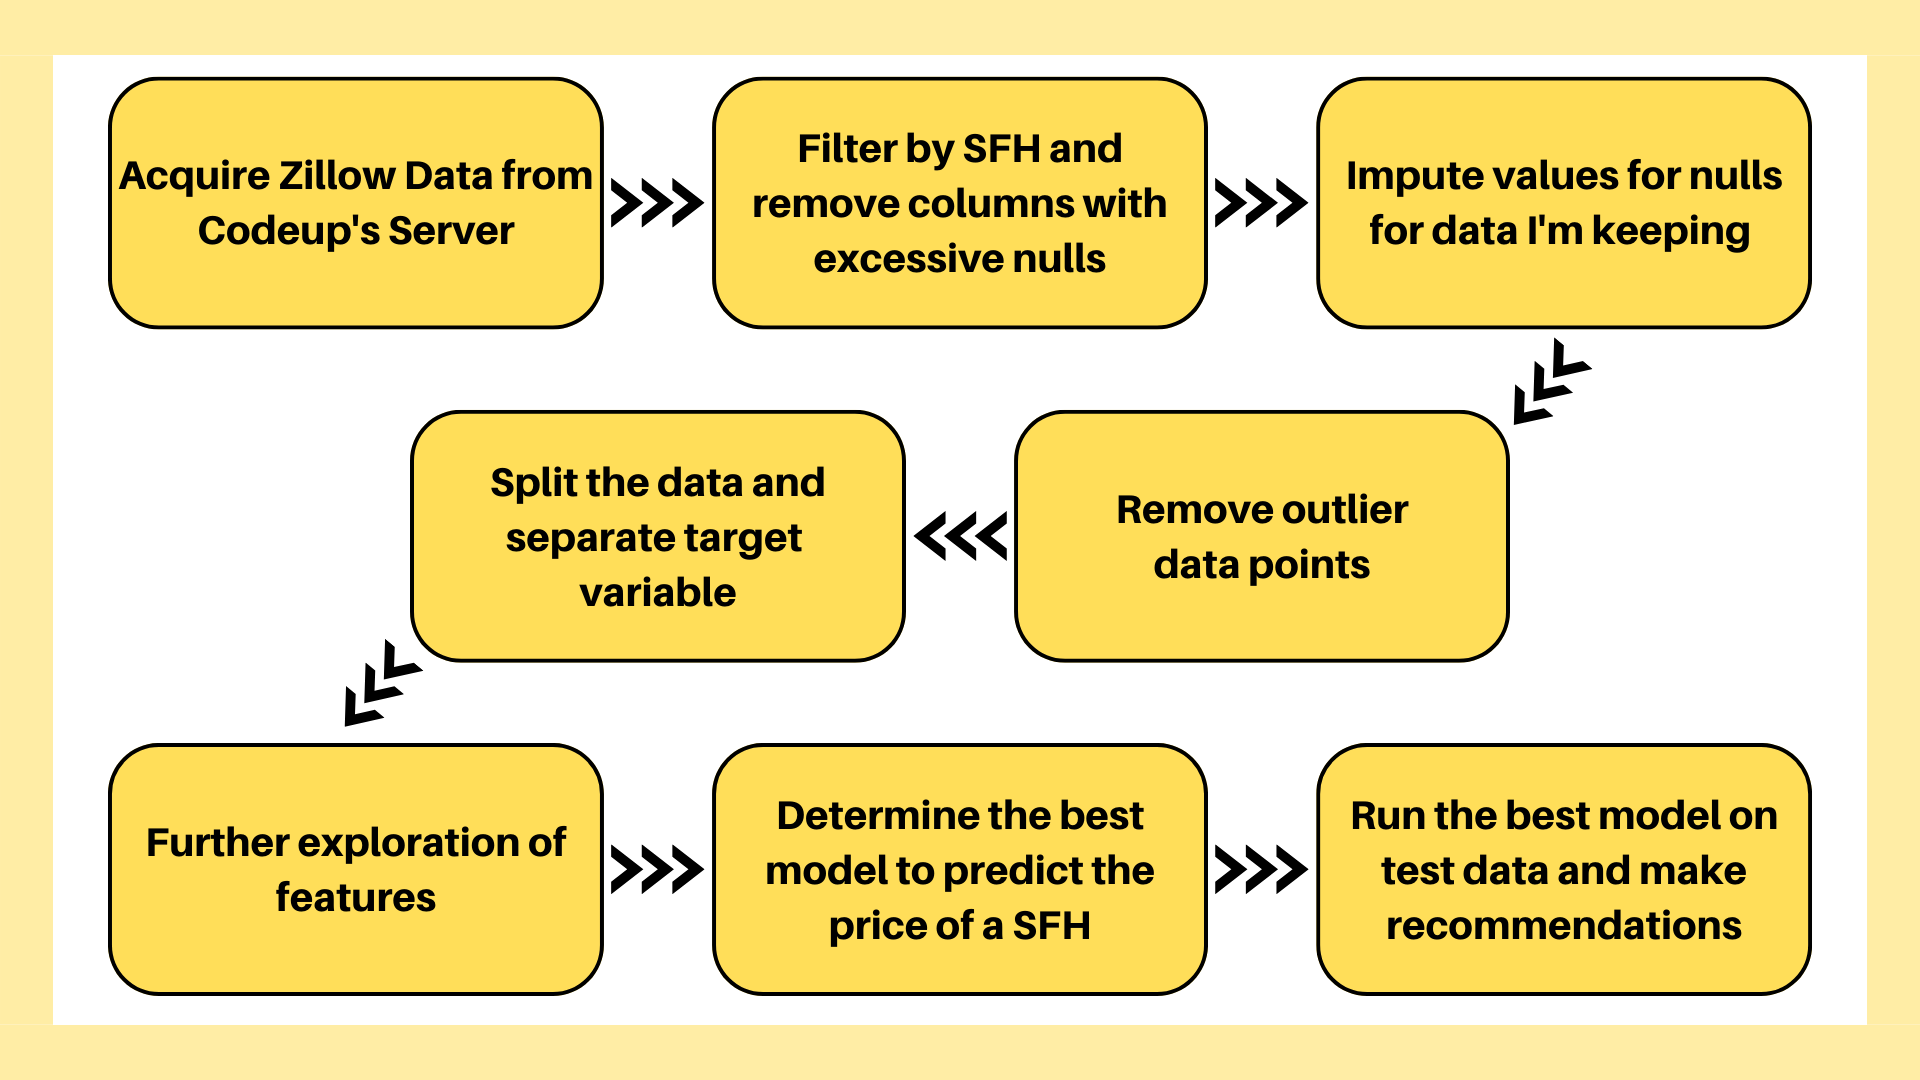 Acquire Zillow Data from
Codeup's Server
Filter by SFH and
remove columns with
excessive nulls
Impute values for nulls
for data I'm keeping
Remove outlier
data points
Split the data and
separate target
variable
Further exploration of
features
Determine the best
model to predict the
price of a SFH
Run the best model on
test data and make
recommendations